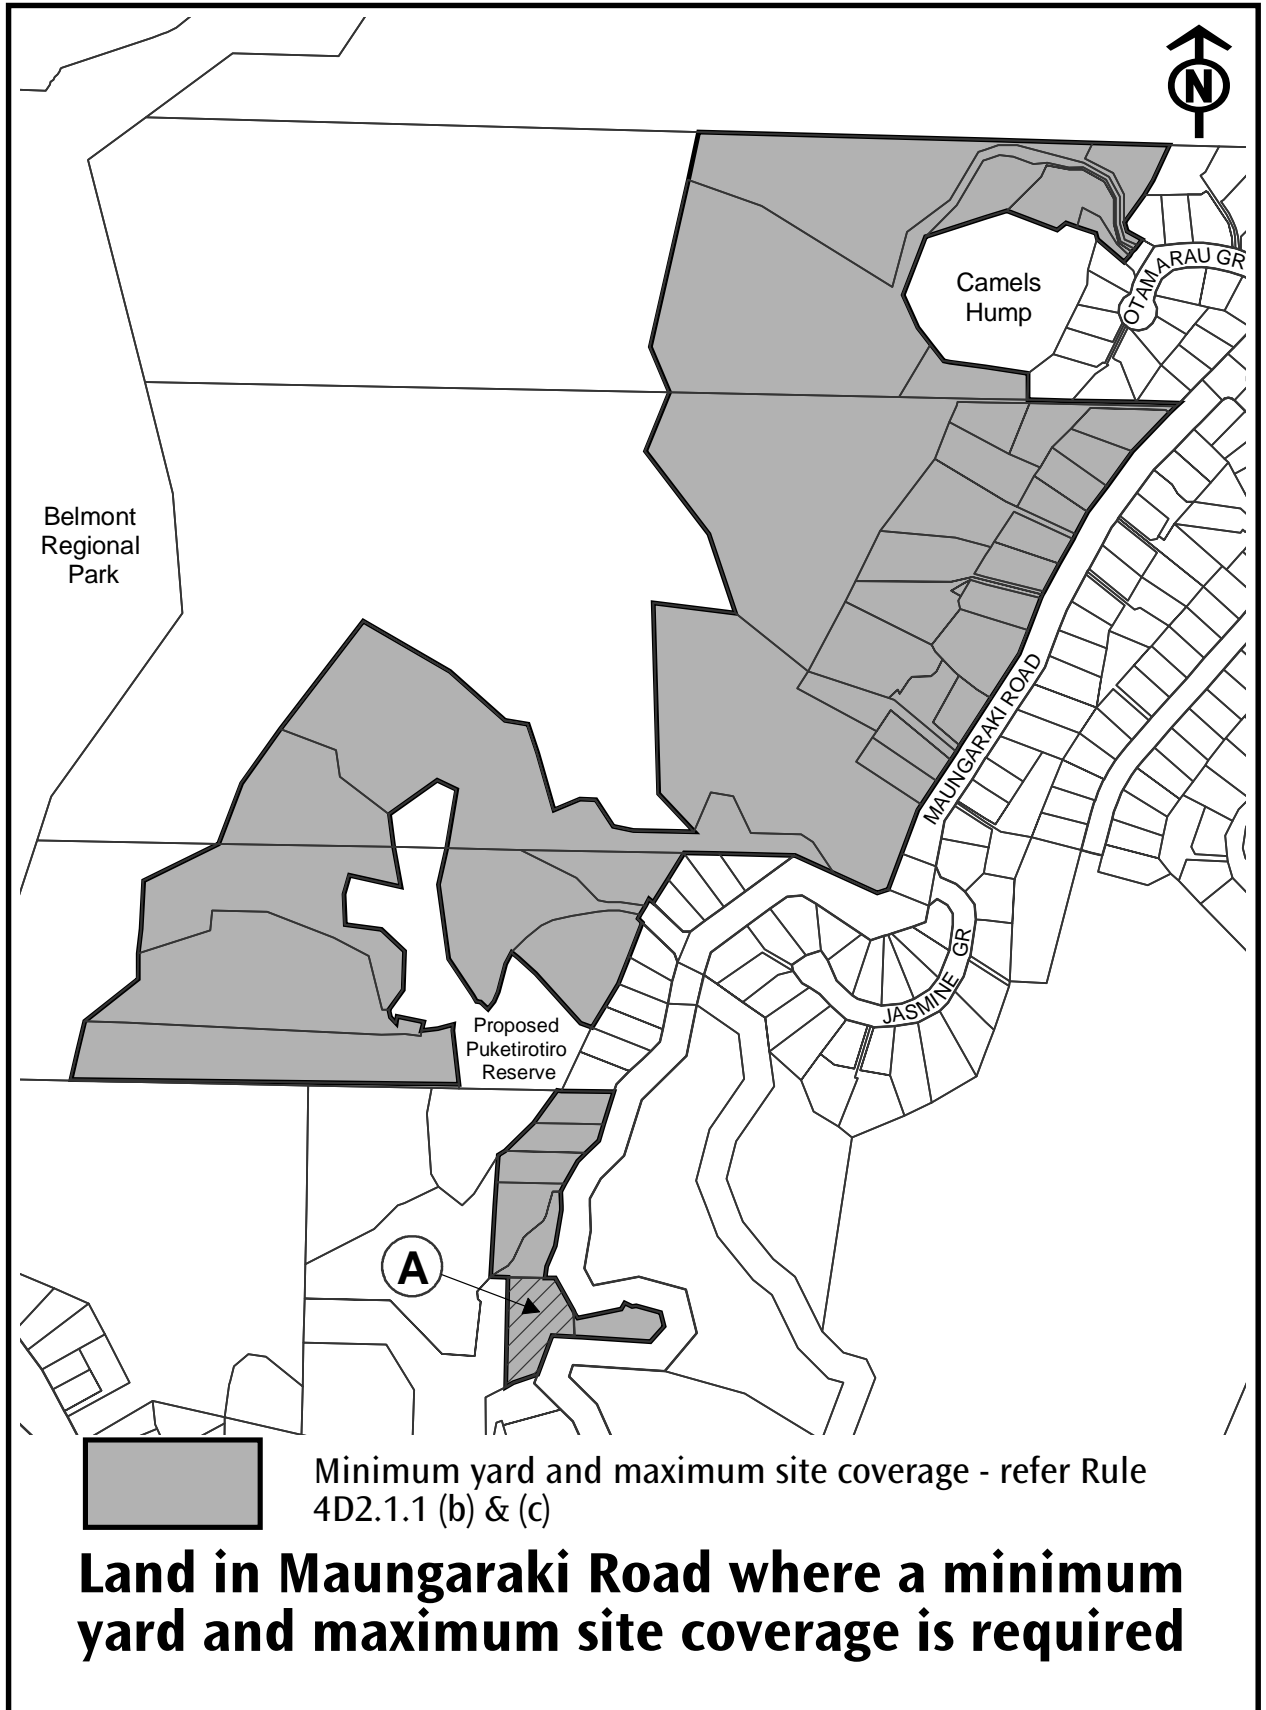 N
OTAMARAU GR
Camels
Hump
Belmont
Regional
Park
MAUNGARAKI ROAD
JASMINE GR
Proposed
Puketirotiro
Reserve
A
Minimum yard and maximum site coverage - refer Rule
4D2.1.1 (b) & (c)
Land in Maungaraki Road where a minimum
yard and maximum site coverage is required